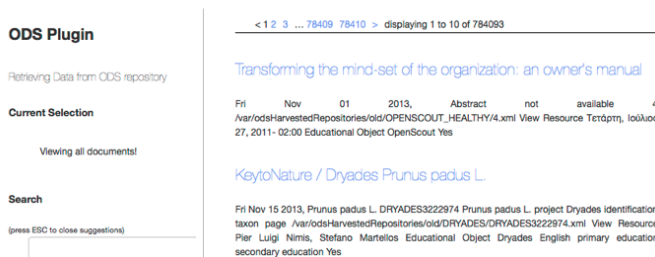 ODS Plugin
Retrieving Data from ODS repository
Current Selection
Viewing all documents!
Search
(press ESC to close suggestions)
< 1 2 3 ... 78409 78410 > displaying 1 to 10 of 784093
Transforming the mind-set of the organization: an owner's manual
Fri Nov 01 2013, Abstract not available 4
/var/odsHarvestedRepositories/old/OPENSCOUT_HEALTHY/4.xml View Resource Τετάρτη, Ιούλιος
27, 2011- 02:00 Educational Object OpenScout Yes
KeytoNature / Dryades Prunus padus L.
Fri Nov 15 2013, Prunus padus L. DRYADES3222974 Prunus padus L. project Dryades identification
taxon page /var/odsHarvestedRepositories/old/DRYADES/DRYADES3222974.xml View Resource
Pier Luigi Nimis, Stefano Martellos Educational Object Dryades English primary education
secondary education Yes